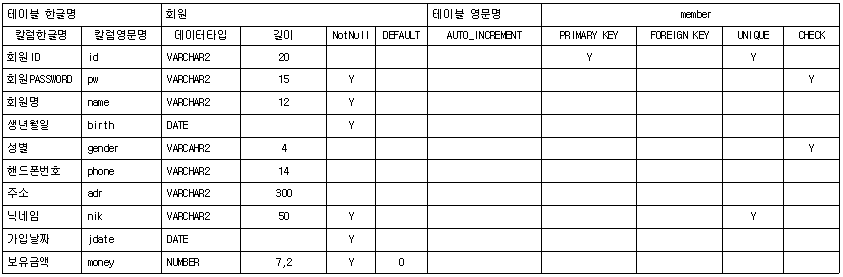 테이블 한글명 회원 테이블 영문명 member
칼럼한글명 칼럼영문명 데이터타입 길이 NotNull DEFAULT AUTO_INCREMENT PRIMARY KEY FOREIGN KEY UNIQUE CHECK
회원ID id VARCHAR2 20 Y Y
회원PASSWORD pw VARCHAR2 15 Y Y
회원명 name VARCHAR2 12 Y
생년월일 birth DATE Y
성별 gender VARCAHR2 4 Y
핸드폰번호 phone VARCHAR2 14
주소 adr VARCHAR2 300
닉네임 nik VARCHAR2 50 Y Y
가입날짜 jdate DATE Y
보유금액 money NUMBER 7,2 Y 0